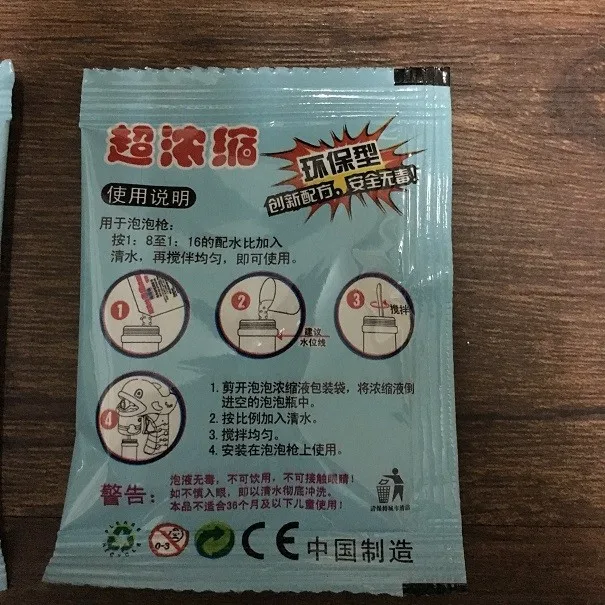 超浓缩
环保型
创新配方,安全无毒!
使用说明
用于泡泡枪:
按1:8至1:16的配水比加入
清水,再搅拌均匀,即可使用。
1
2
建议
水位线
3
搅拌
4
1. 剪开泡泡浓缩液包装袋,将浓缩液倒
进空的泡泡瓶中。
2. 按比例加入清水。
3. 搅拌均匀。
4. 安装在泡泡枪上使用。
警告:
泡液无毒,不可饮用,不可接触眼睛!
如不慎入眼,即以清水彻底冲洗。
本品不适合36个月及以下儿童使用!
0-3
CE
中国制造